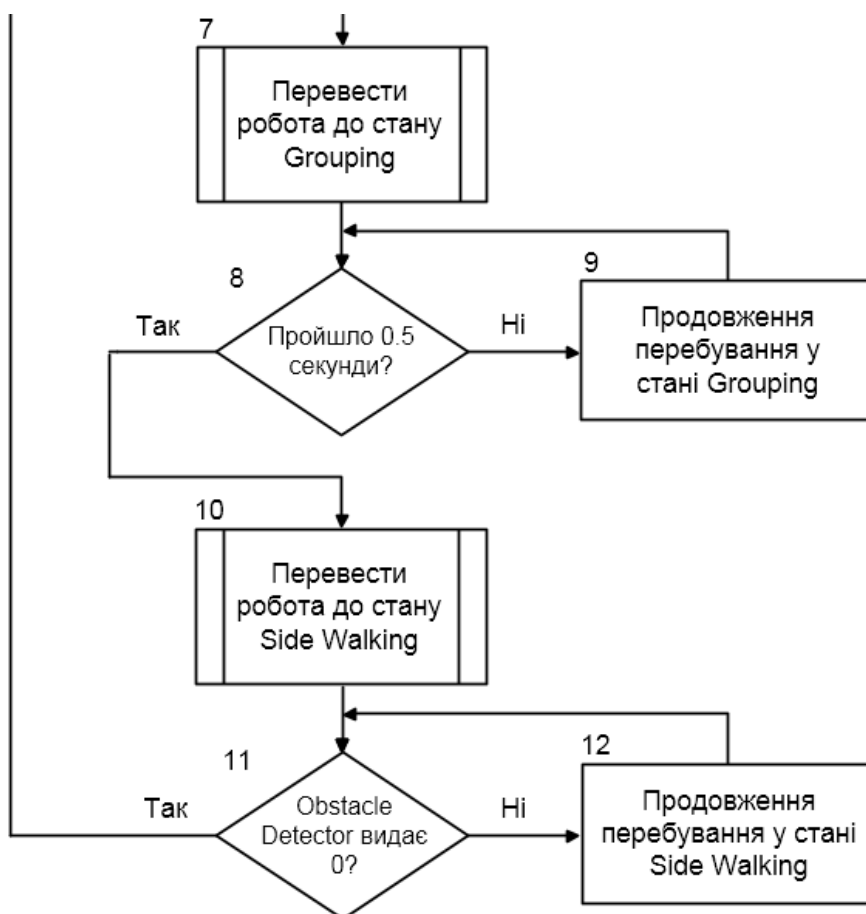 7
Перевести
робота до стану
Grouping
8
Так
Пройшло 0.5
секунди?
Ні
9
Продовження
перебування у
стані Grouping
10
Перевести
робота до стану
Side Walking
11
Так
Obstacle
Detector видає
0?
Ні
12
Продовження
перебування у стані
Side Walking